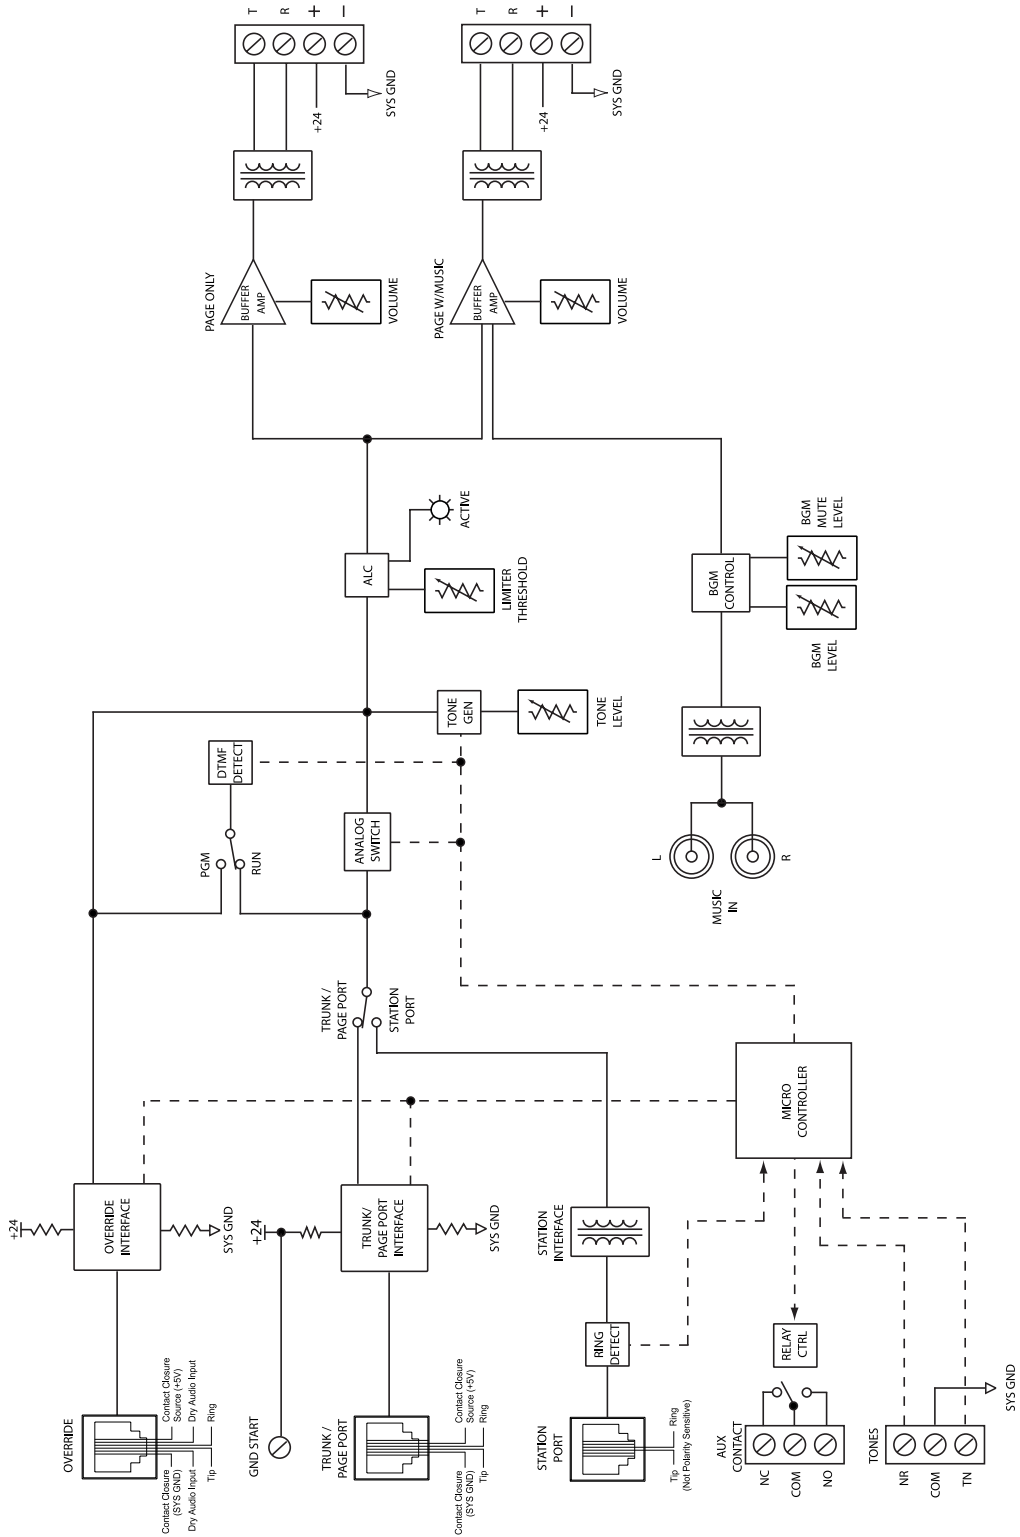 T
R
+
–
SYS GND
+24
T
R
+
–
SYS GND
+24
PAGE ONLY
BUFFER
AMP
VOLUME
PAGE W/MUSIC
BUFFER
AMP
VOLUME
ALC
ACTIVE
LIMITER
THRESHOLD
BGM
CONTROL
BGM
MUTE
LEVEL
BGM
LEVEL
TONE
GEN
TONE
LEVEL
DTMF
DETECT
PGM
RUN
ANALOG
SWITCH
L
R
MUSIC
IN
TRUNK /
PAGE PORT
STATION
PORT
MICRO
CONTROLLER
+24
OVERRIDE
INTERFACE
SYS GND
+24
TRUNK/
PAGE PORT
INTERFACE
SYS GND
STATION
INTERFACE
RING
DETECT
RELAY
CTRL
OVERRIDE
Contact Closure
Source (+5V)
Dry Audio Input
Ring
Contact Closure
(SYS GND)
Dry Audio Input
Tip
GND START
TRUNK /
PAGE PORT
Contact Closure
Source (+5V)
Ring
Contact Closure
(SYS GND)
Tip
STATION
PORT
Ring
Tip
(Not Polarity Sensitive)
AUX
CONTACT
NC
COM
NO
TONES
NR
COM
TN
SYS GND